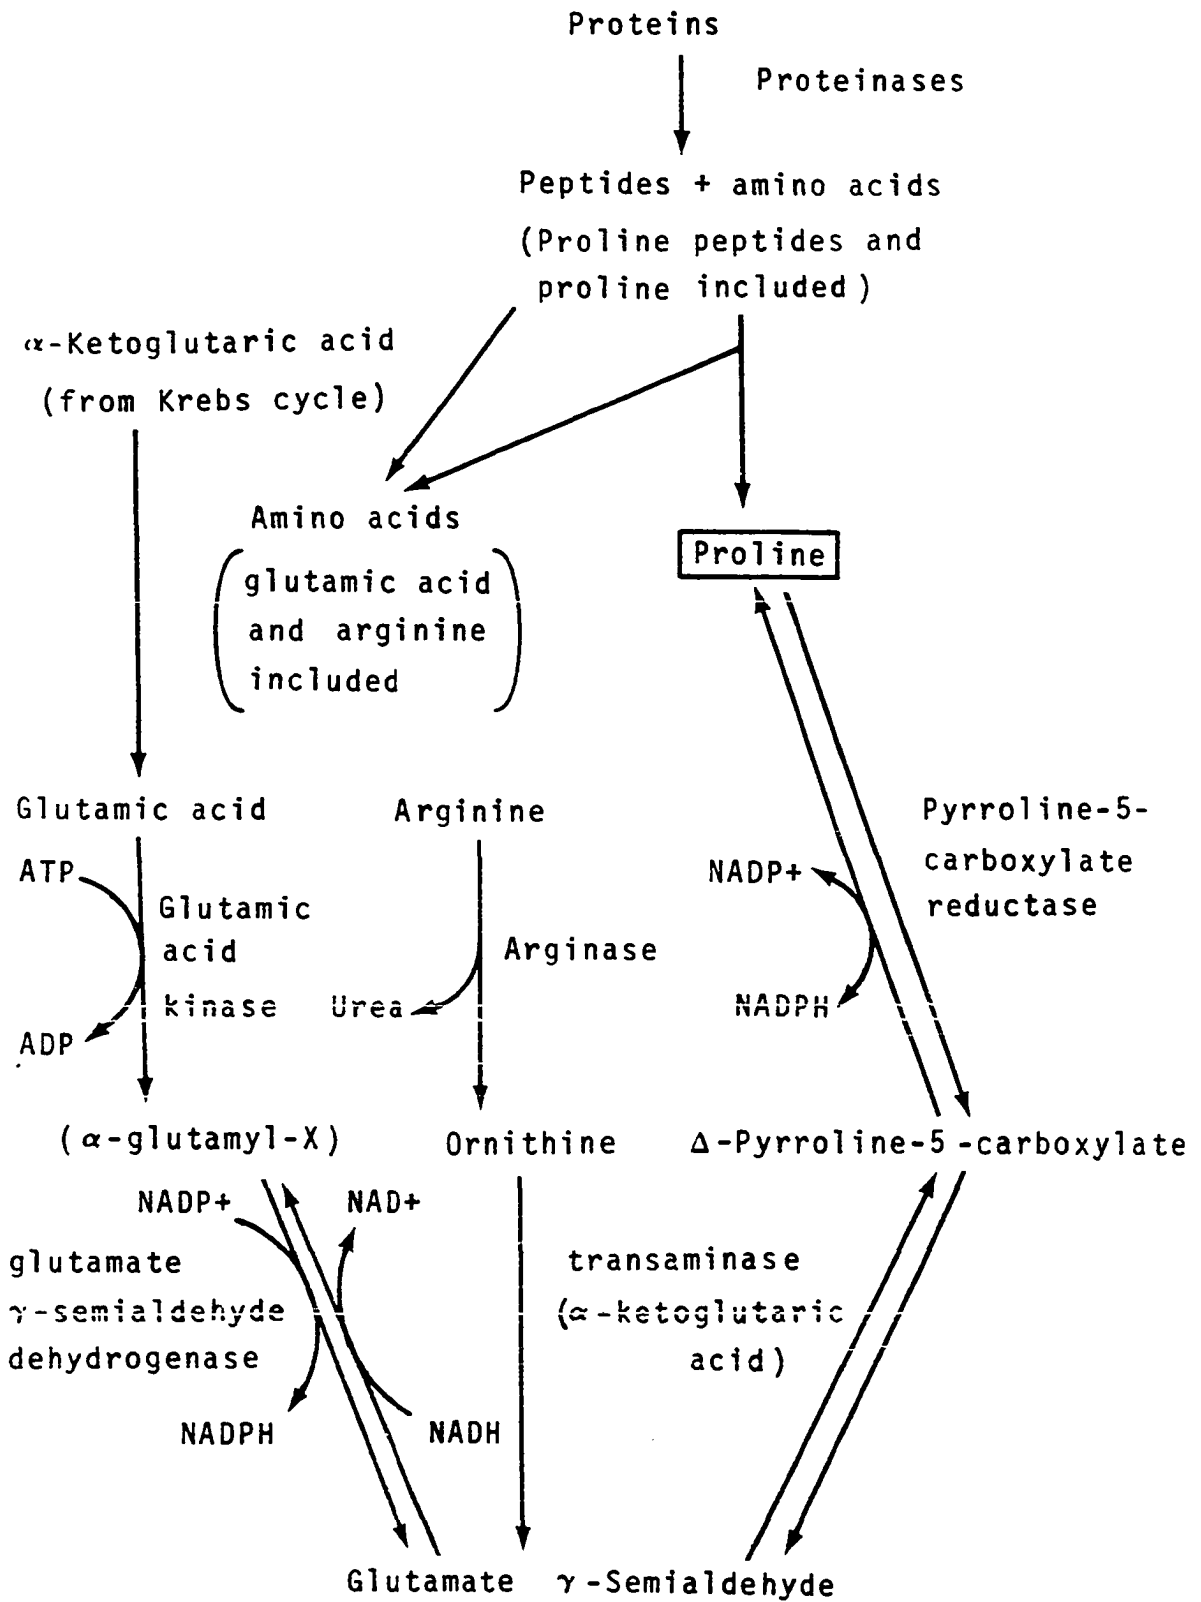 Proteins
Proteinases
Peptides + amino acids
(Proline peptides and
proline included)
α-Ketoglutaric acid
(from Krebs cycle)
Amino acids
(glutamic acid
and arginine
included)
Proline
Glutamic acid
Arginine
Pyrroline-5-
carboxylate
reductase
ATP
Glutamic
acid
kinase
ADP
Arginase
Urea
NADP+
NADPH
(α-glutamyl-X)
Ornithine
Δ-Pyrroline-5-carboxylate
NADP+
NAD+
glutamate
γ-semialdehyde
dehydrogenase
transaminase
(α-ketoglutaric
acid)
NADPH
NADH
Glutamate γ-Semialdehyde